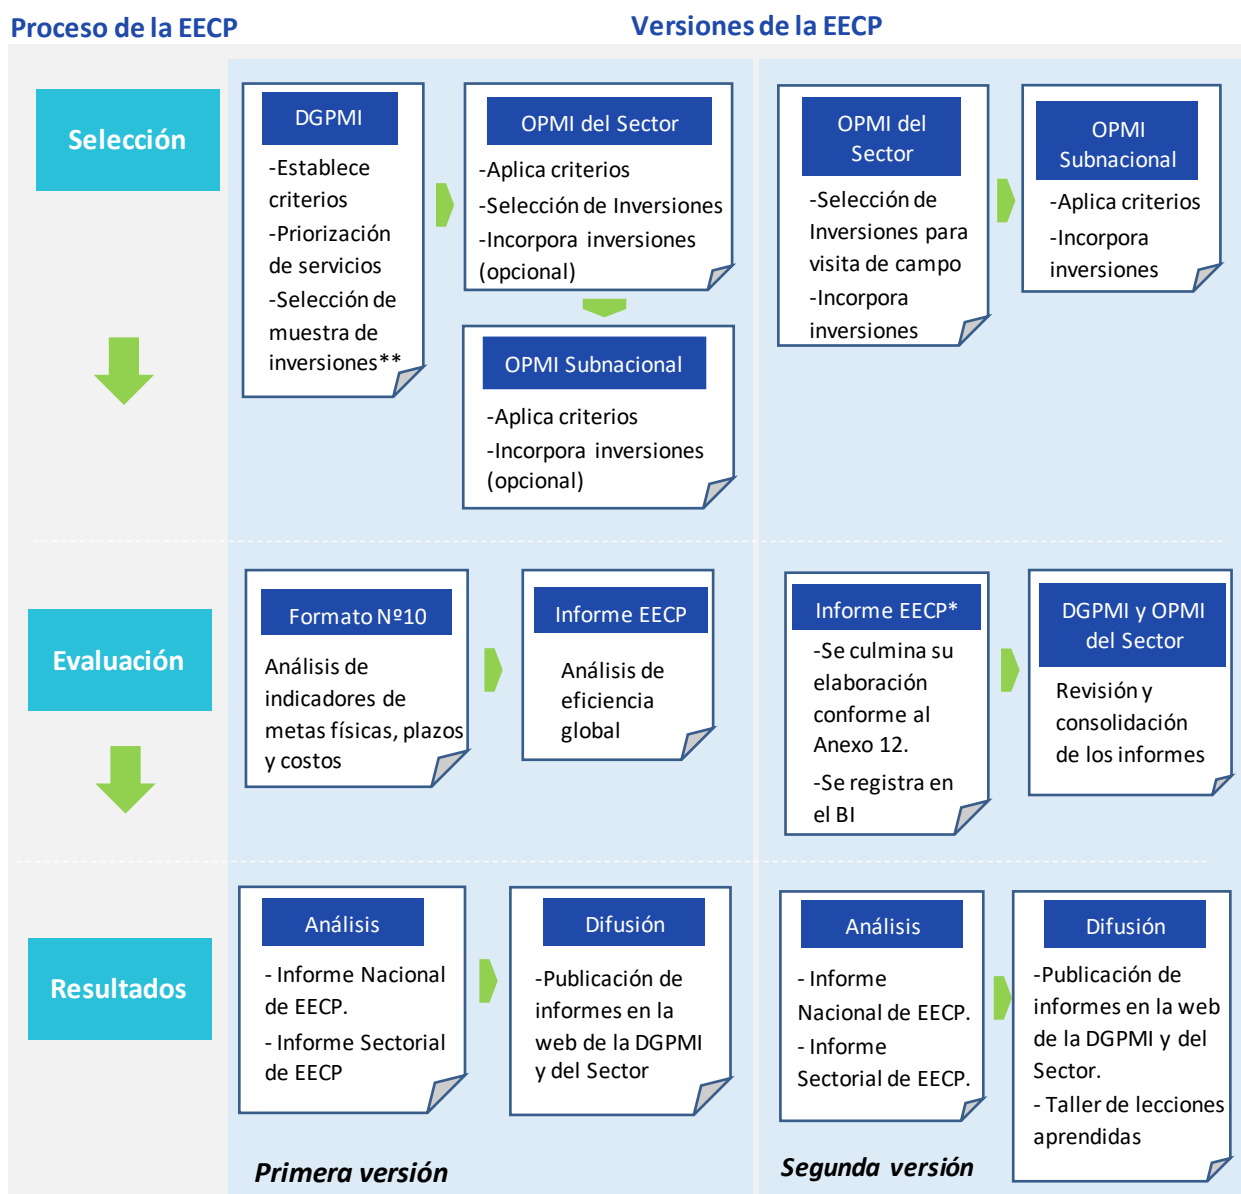 Proceso de la EECP
Versiones de la EECP
Selección
DGPMI
-Establece
criterios
-Priorización
de servicios
-Selección de
muestra de
inversiones**
OPMI del Sector
-Aplica criterios
-Selección de Inversiones
-Incorpora inversiones
(opcional)
OPMI Subnacional
-Aplica criterios
-Incorpora inversiones
(opcional)
OPMI del
Sector
-Selección de
Inversiones para
visita de campo
-Incorpora
inversiones
OPMI
Subnacional
-Aplica criterios
-Incorpora
inversiones
Evaluación
Formato Nº10
Análisis de
indicadores de
metas físicas, plazos
y costos
Informe EECP
Análisis de
eficiencia
global
Informe EECP*
-Se culmina su
elaboración
conforme al
Anexo 12.
-Se registra en
el BI
DGPMI y OPMI
del Sector
Revisión y
consolidación
de los informes
Resultados
Análisis
- Informe Nacional
de EECP.
- Informe Sectorial
de EECP
Difusión
-Publicación de
informes en la
web de la DGPMI
y del Sector
Análisis
- Informe
Nacional de EECP.
- Informe
Sectorial de EECP.
Difusión
-Publicación de
informes en la web
de la DGPMI y del
Sector.
- Taller de lecciones
aprendidas
Primera versión
Segunda versión